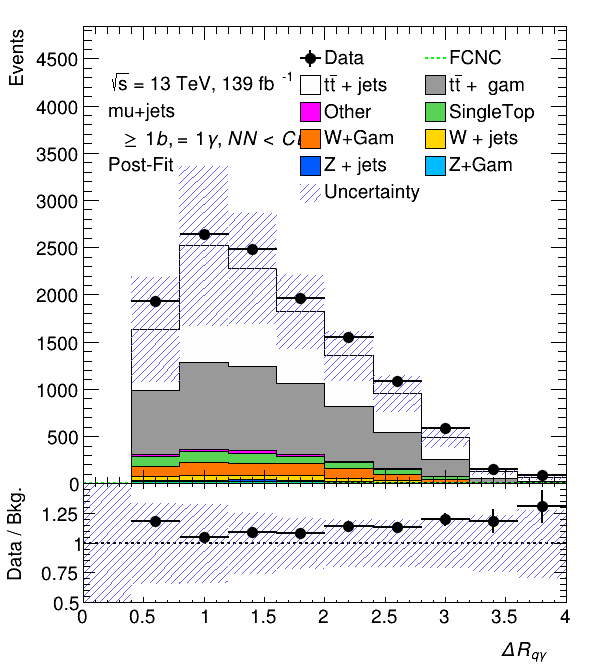 Events
4500
4000
3500
3000
2500
2000
1500
1000
500
0
√s = 13 TeV, 139 fb⁻¹
mu+jets
≥ 1b, = 1γ, NN < 
Post-Fit
Data
FCNC
tt̄ + jets
tt̄ + gam
Other
SingleTop
W+Gam
W + jets
Z + jets
Z+Gam
Uncertainty
Data / Bkg.
1.25
1
0.75
0.5
0 0.5 1 1.5 2 2.5 3 3.5 4
ΔR_qγ